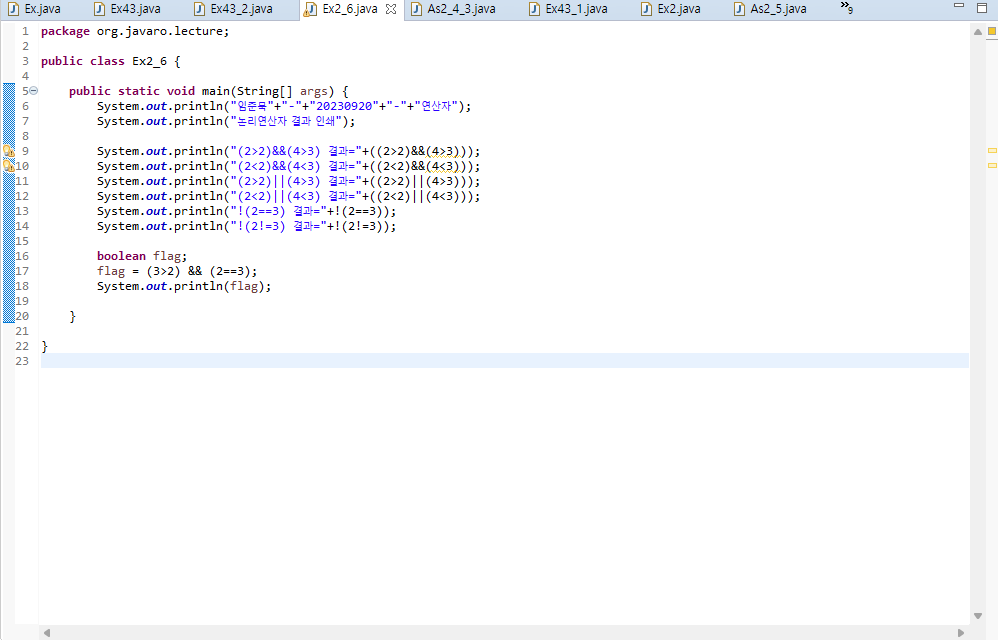 Ex.java Ex43.java Ex43_2.java Ex2_6.java As2_4_3.java Ex43_1.java Ex2.java As2_5.java »9
1 package org.javaro.lecture;
2
3 public class Ex2_6 {
4
5 public static void main(String[] args) {
6 System.out.println("임준묵"+"-"+"20230920"+"-"+"연산자");
7 System.out.println("논리연산자 결과 인쇄");
8
9 System.out.println("(2>2)&&(4>3) 결과="+((2>2)&&(4>3)));
10 System.out.println("(2<2)&&(4<3) 결과="+((2<2)&&(4<3)));
11 System.out.println("(2>2)||(4>3) 결과="+((2>2)||(4>3)));
12 System.out.println("(2<2)||(4<3) 결과="+((2<2)||(4<3)));
13 System.out.println("!(2==3) 결과="+!(2==3));
14 System.out.println("!(2!=3) 결과="+!(2!=3));
15
16 boolean flag;
17 flag = (3>2) && (2==3);
18 System.out.println(flag);
19
20 }
21
22 }
23